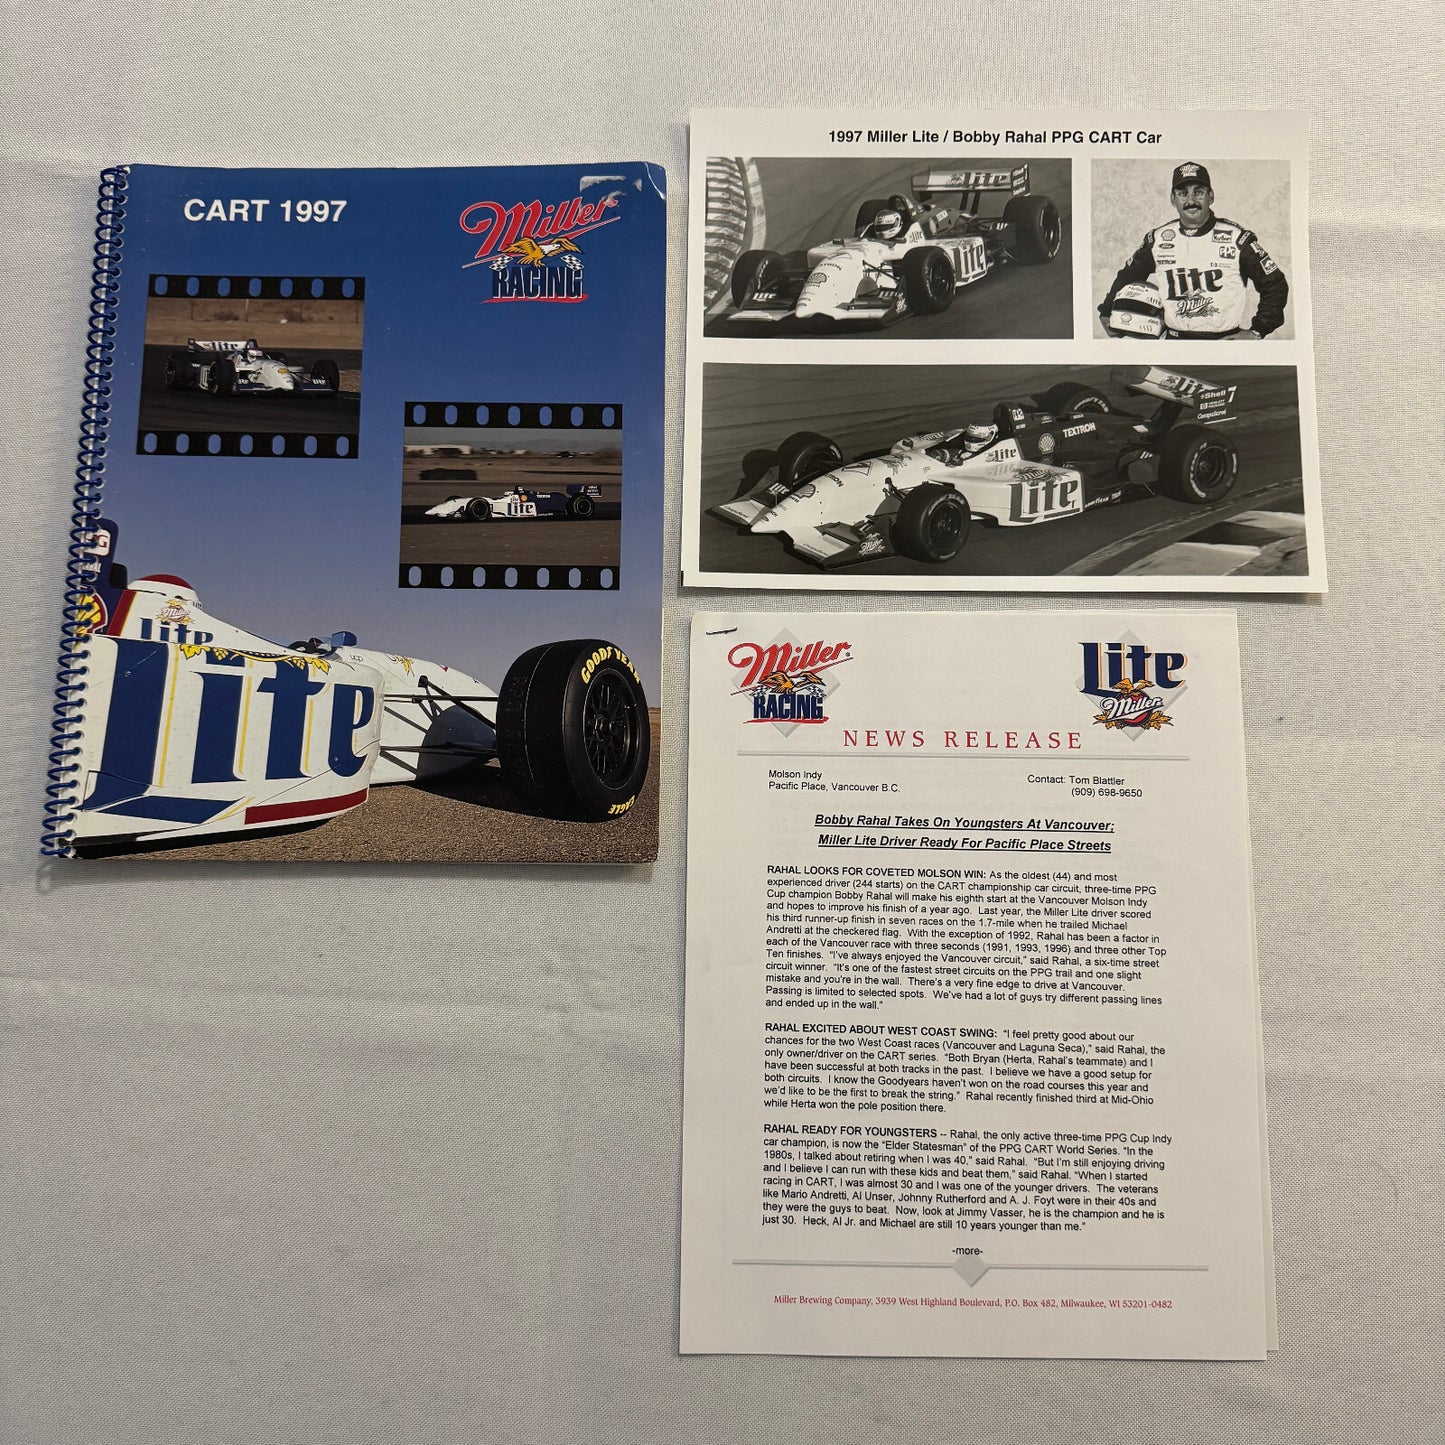 CART 1997
Miller
RACING
Lite
Lite
TEXTRON
Lite
Lite
Lite
GOODYEAR
EAGLE
1997 Miller Lite / Bobby Rahal PPG CART Car
Lite
Lite
Lite
PPG
TEXTRON
Lite
Miller
Lite
Shell 7
CompuServe
TEXTRON
Lite
Lite
Miller
Miller
RACING
Lite
Miller
NEWS RELEASE
Molson Indy
Pacific Place, Vancouver B.C.
Contact: Tom Blattler
(909) 698-9650
Bobby Rahal Takes On Youngsters At Vancouver;
Miller Lite Driver Ready For Pacific Place Streets
RAHAL LOOKS FOR COVETED MOLSON WIN: As the oldest (44) and most
experienced driver (244 starts) on the CART championship car circuit, three-time PPG
Cup champion Bobby Rahal will make his eighth start at the Vancouver Molson Indy
and hopes to improve his finish of a year ago. Last year, the Miller Lite driver scored
his third runner-up finish in seven races on the 1.7-mile when he trailed Michael
Andretti at the checkered flag. With the exception of 1992, Rahal has been a factor in
each of the Vancouver race with three seconds (1991, 1993, 1996) and three other Top
Ten finishes. “I’ve always enjoyed the Vancouver circuit,” said Rahal, a six-time street
circuit winner. “It’s one of the fastest street circuits on the PPG trail and one slight
mistake and you’re in the wall. There’s a very fine edge to drive at Vancouver.
Passing is limited to selected spots. We’ve had a lot of guys try different passing lines
and ended up in the wall.”
RAHAL EXCITED ABOUT WEST COAST SWING: “I feel pretty good about our
chances for the two West Coast races (Vancouver and Laguna Seca),” said Rahal, the
only owner/driver on the CART series. “Both Bryan (Herta, Rahal’s teammate) and I
have been successful at both tracks in the past. I believe we have a good setup for
both circuits. I know the Goodyears haven’t won on the road courses this year and
we’d like to be the first to break the string.” Rahal recently finished third at Mid-Ohio
while Herta won the pole position there.
RAHAL READY FOR YOUNGSTERS -- Rahal, the only active three-time PPG Cup Indy
car champion, is now the “Elder Statesman” of the PPG CART World Series. “In the
1980s, I talked about retiring when I was 40,” said Rahal. “But I’m still enjoying driving
and I believe I can run with these kids and beat them,” said Rahal. “When I started
racing in CART, I was almost 30 and I was one of the younger drivers. The veterans
like Mario Andretti, Al Unser, Johnny Rutherford and A. J. Foyt were in their 40s and
they were the guys to beat. Now, look at Jimmy Vasser, he is the champion and he is
just 30. Heck, Al Jr. and Michael are still 10 years younger than me.”
-more-
Miller Brewing Company, 3939 West Highland Boulevard, P.O. Box 482, Milwaukee, WI 53201-0482